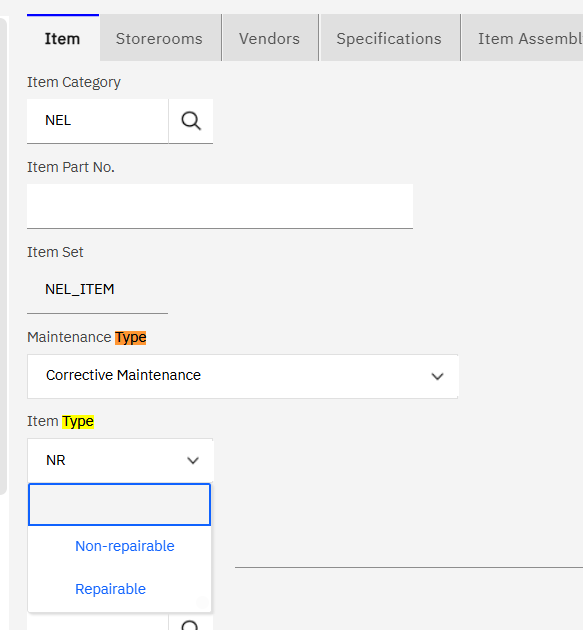 Item Storerooms Vendors Specifications Item Assembl
Item Category
NEL
Item Part No.
Item Set
NEL_ITEM
Maintenance Type
Corrective Maintenance
Item Type
NR
Non-repairable
Repairable